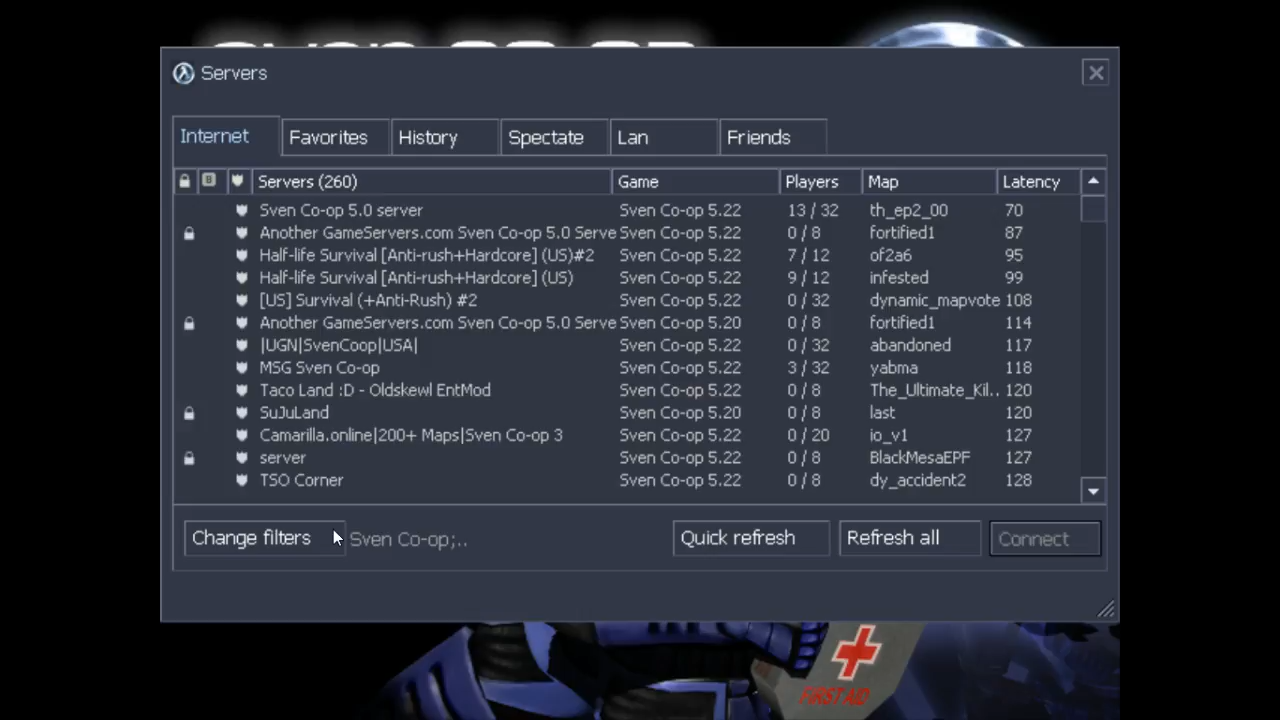 Servers
Internet Favorites History Spectate Lan Friends
Servers (260) Game Players Map Latency
Sven Co-op 5.0 server Sven Co-op 5.22 13 / 32 th_ep2_00 70
Another GameServers.com Sven Co-op 5.0 Serve Sven Co-op 5.22 0 / 8 fortified1 87
Half-life Survival [Anti-rush+Hardcore] (US)#2 Sven Co-op 5.22 7 / 12 of2a6 95
Half-life Survival [Anti-rush+Hardcore] (US) Sven Co-op 5.22 9 / 12 infested 99
[US] Survival (+Anti-Rush) #2 Sven Co-op 5.22 0 / 32 dynamic_mapvote 108
Another GameServers.com Sven Co-op 5.0 Serve Sven Co-op 5.20 0 / 8 fortified1 114
|UGN|SvenCoop|USA| Sven Co-op 5.22 0 / 32 abandoned 117
MSG Sven Co-op Sven Co-op 5.22 3 / 32 yabma 118
Taco Land :D - Oldskewl EntMod Sven Co-op 5.22 0 / 8 The_Ultimate_Kil.. 120
SuJuLand Sven Co-op 5.20 0 / 8 last 120
Camarilla.online|200+ Maps|Sven Co-op 3 Sven Co-op 5.22 0 / 20 io_v1 127
server Sven Co-op 5.22 0 / 8 BlackMesaEPF 127
TSO Corner Sven Co-op 5.22 0 / 8 dy_accident2 128
Change filters Sven Co-op;.. Quick refresh Refresh all Connect
FIRST AID